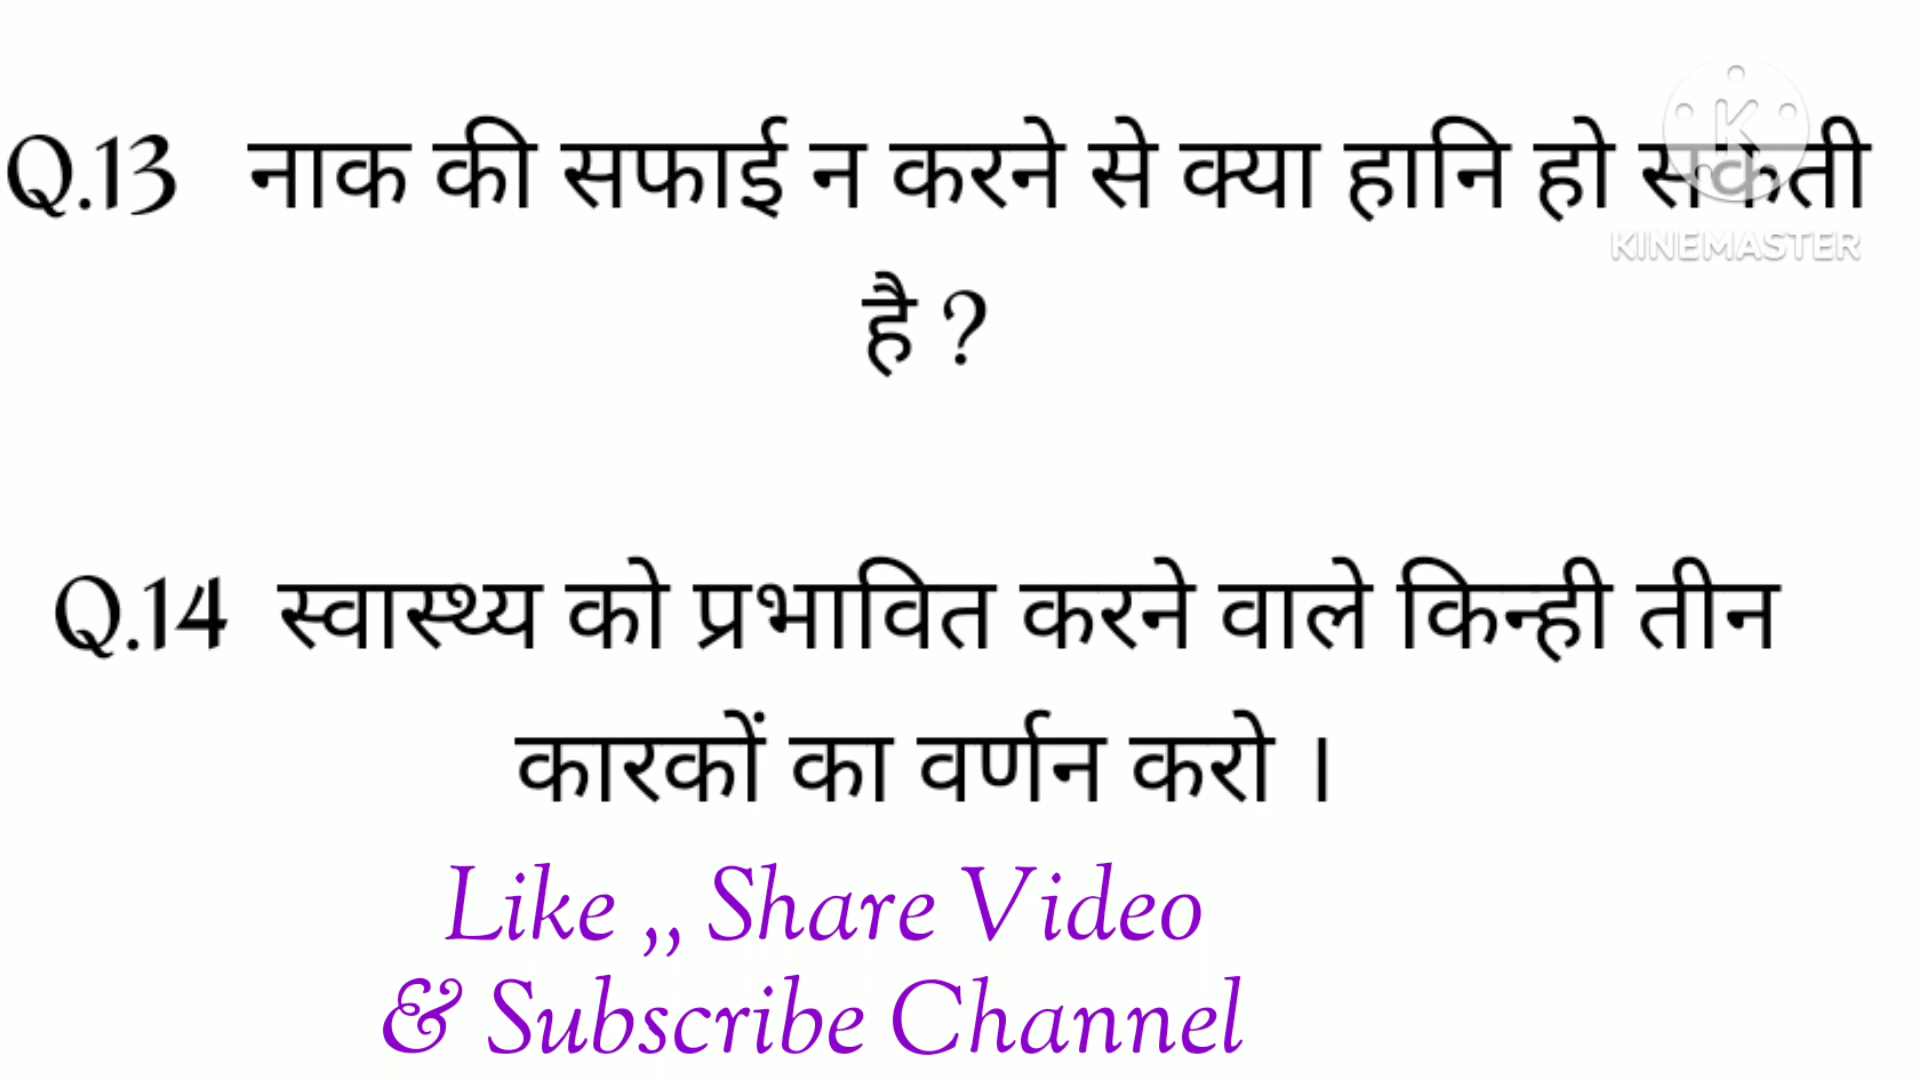 Q.13 नाक की सफाई न करने से क्या हानि हो सकती
है ?
KINEMASTER
Q.14 स्वास्थ्य को प्रभावित करने वाले किन्ही तीन
कारकों का वर्णन करो ।
Like ,, Share Video
& Subscribe Channel